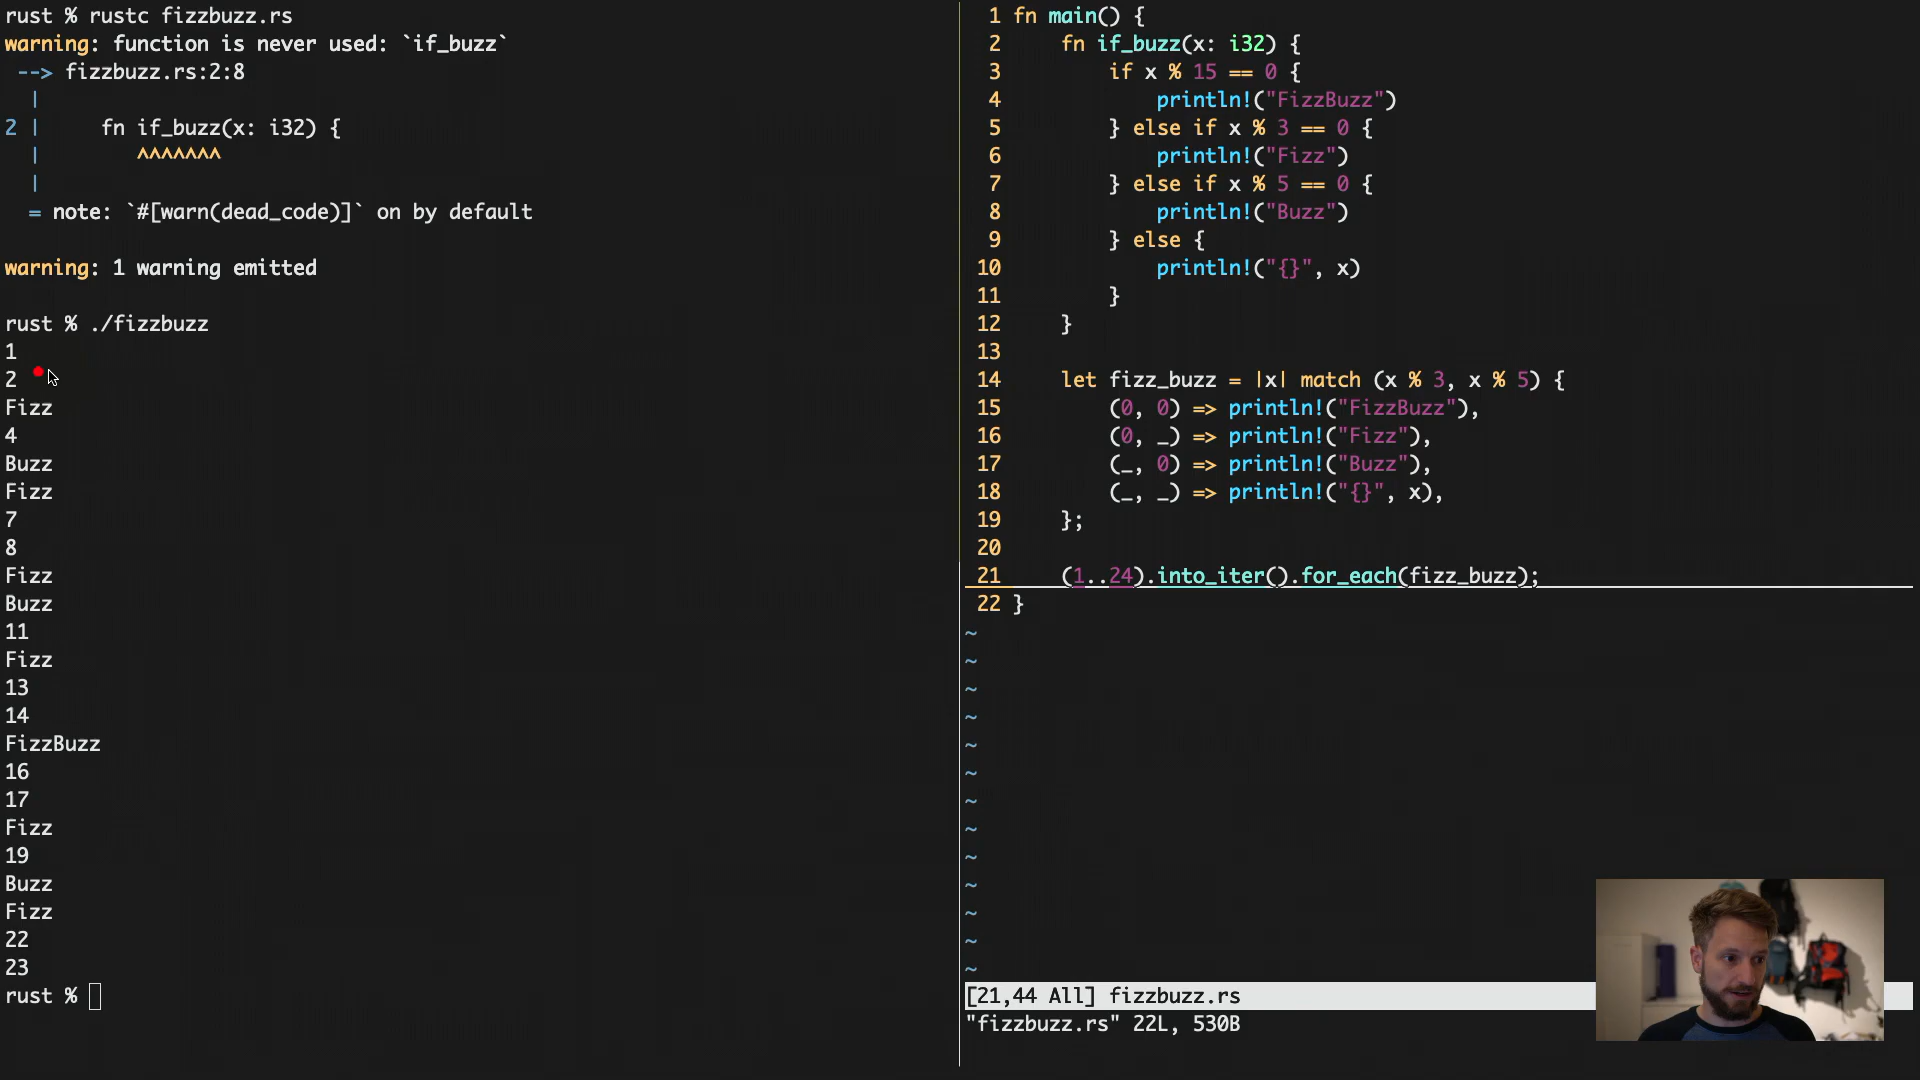 rust % rustc fizzbuzz.rs
warning: function is never used: `if_buzz`
 --> fizzbuzz.rs:2:8
  |
2 |     fn if_buzz(x: i32) {
  |        ^^^^^^^
  |
  = note: `#[warn(dead_code)]` on by default
warning: 1 warning emitted
rust % ./fizzbuzz
1
2
Fizz
4
Buzz
Fizz
7
8
Fizz
Buzz
11
Fizz
13
14
FizzBuzz
16
17
Fizz
19
Buzz
Fizz
22
23
rust %
1 fn main() {
2     fn if_buzz(x: i32) {
3         if x % 15 == 0 {
4             println!("FizzBuzz")
5         } else if x % 3 == 0 {
6             println!("Fizz")
7         } else if x % 5 == 0 {
8             println!("Buzz")
9         } else {
10             println!("{}", x)
11         }
12     }
13
14     let fizz_buzz = |x| match (x % 3, x % 5) {
15         (0, 0) => println!("FizzBuzz"),
16         (0, _) => println!("Fizz"),
17         (_, 0) => println!("Buzz"),
18         (_, _) => println!("{}", x),
19     };
20
21     (1..24).into_iter().for_each(fizz_buzz);
22 }
~
~
~
~
~
~
~
~
~
~
~
~
~
[21,44 All] fizzbuzz.rs
"fizzbuzz.rs" 22L, 530B